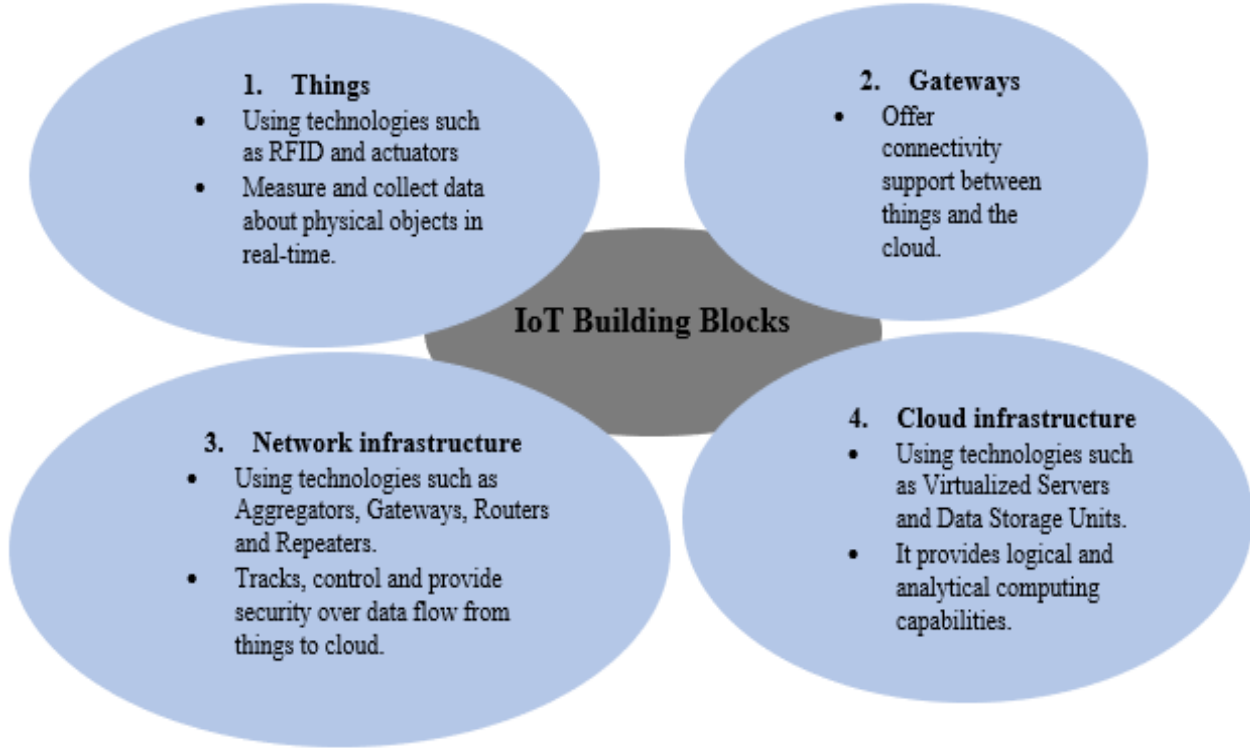 1. Things
• Using technologies such
as RFID and actuators
• Measure and collect data
about physical objects in
real-time.
2. Gateways
• Offer
connectivity
support between
things and the
cloud.
IoT Building Blocks
3. Network infrastructure
• Using technologies such as
Aggregators, Gateways, Routers
and Repeaters.
• Tracks, control and provide
security over data flow from
things to cloud.
4. Cloud infrastructure
• Using technologies such
as Virtualized Servers
and Data Storage Units.
• It provides logical and
analytical computing
capabilities.